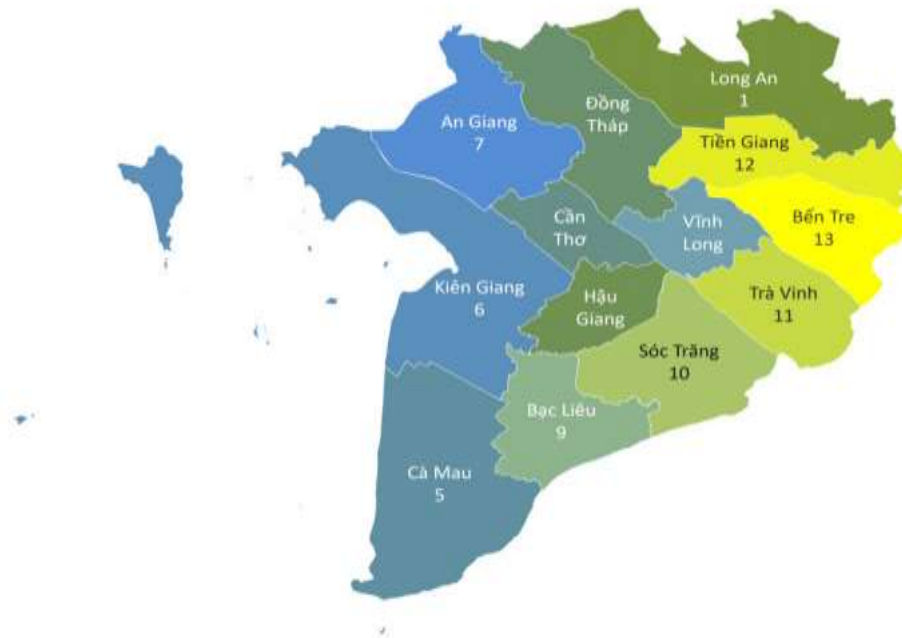 Long An
1
Đồng
Tháp
An Giang
7
Tiền Giang
12
Cần
Thơ
Vĩnh
Long
Bến Tre
13
Kiên Giang
6
Hậu
Giang
Trà Vinh
11
Sóc Trăng
10
Bạc Liêu
9
Cà Mau
5